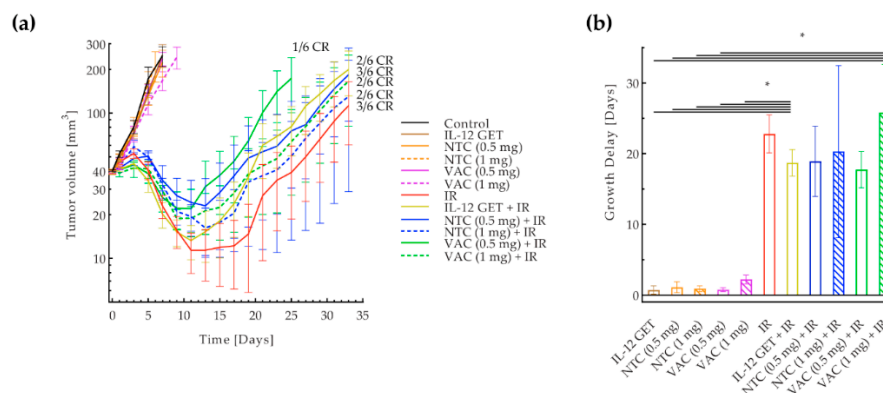 (a)
(b)
1/6 CR
2/6 CR
3/6 CR
2/6 CR
2/6 CR
3/6 CR
Tumor volume [mm3]
300
100
40
30
20
10
0 5 10 15 20 25 30 35
Time [Days]
Control
IL-12 GET
NTC (0.5 mg)
NTC (1 mg)
VAC (0.5 mg)
VAC (1 mg)
IR
IL-12 GET + IR
NTC (0.5 mg) + IR
NTC (1 mg) + IR
VAC (0.5 mg) + IR
VAC (1 mg) + IR
Growth Delay [Days]
*
*
30
20
10
0
IL-12 GET
NTC (0.5 mg)
NTC (1 mg)
VAC (0.5 mg)
VAC (1 mg)
IR
IL-12 GET + IR
NTC (0.5 mg) + IR
NTC (1 mg) + IR
VAC (0.5 mg) + IR
VAC (1 mg) + IR